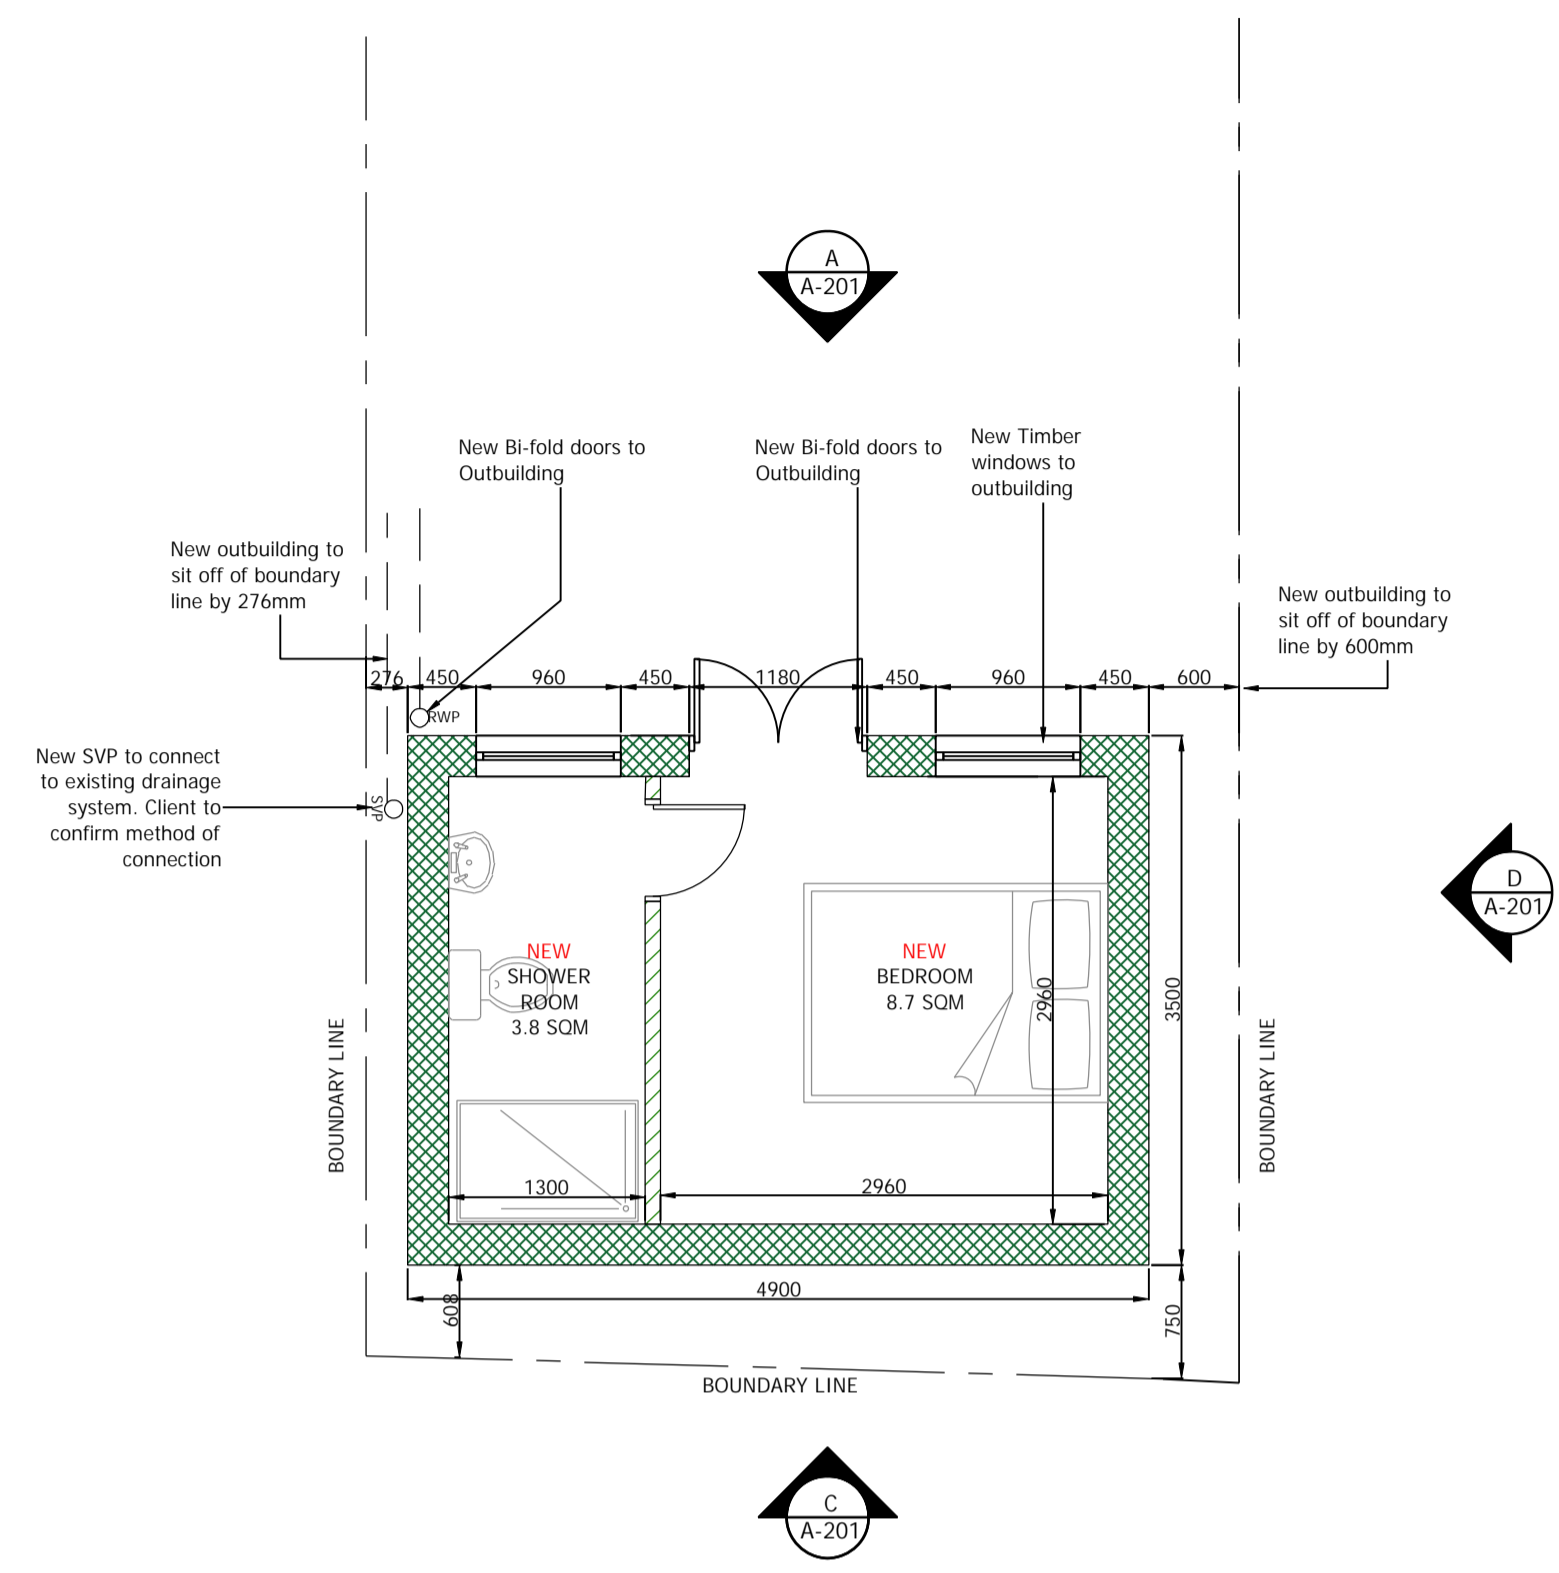 A
A-201
New Bi-fold doors to
Outbuilding
New Bi-fold doors to
Outbuilding
New Timber
windows to
outbuilding
New outbuilding to
sit off of boundary
line by 276mm
New outbuilding to
sit off of boundary
line by 600mm
276
450
960
450
1180
450
960
450
600
RWP
New SVP to connect
to existing drainage
system. Client to
confirm method of
connection
SVP
D
A-201
NEW
SHOWER
ROOM
3.8 SQM
NEW
BEDROOM
8.7 SQM
2960
3500
BOUNDARY LINE
BOUNDARY LINE
1300
2960
4900
608
750
BOUNDARY LINE
C
A-201